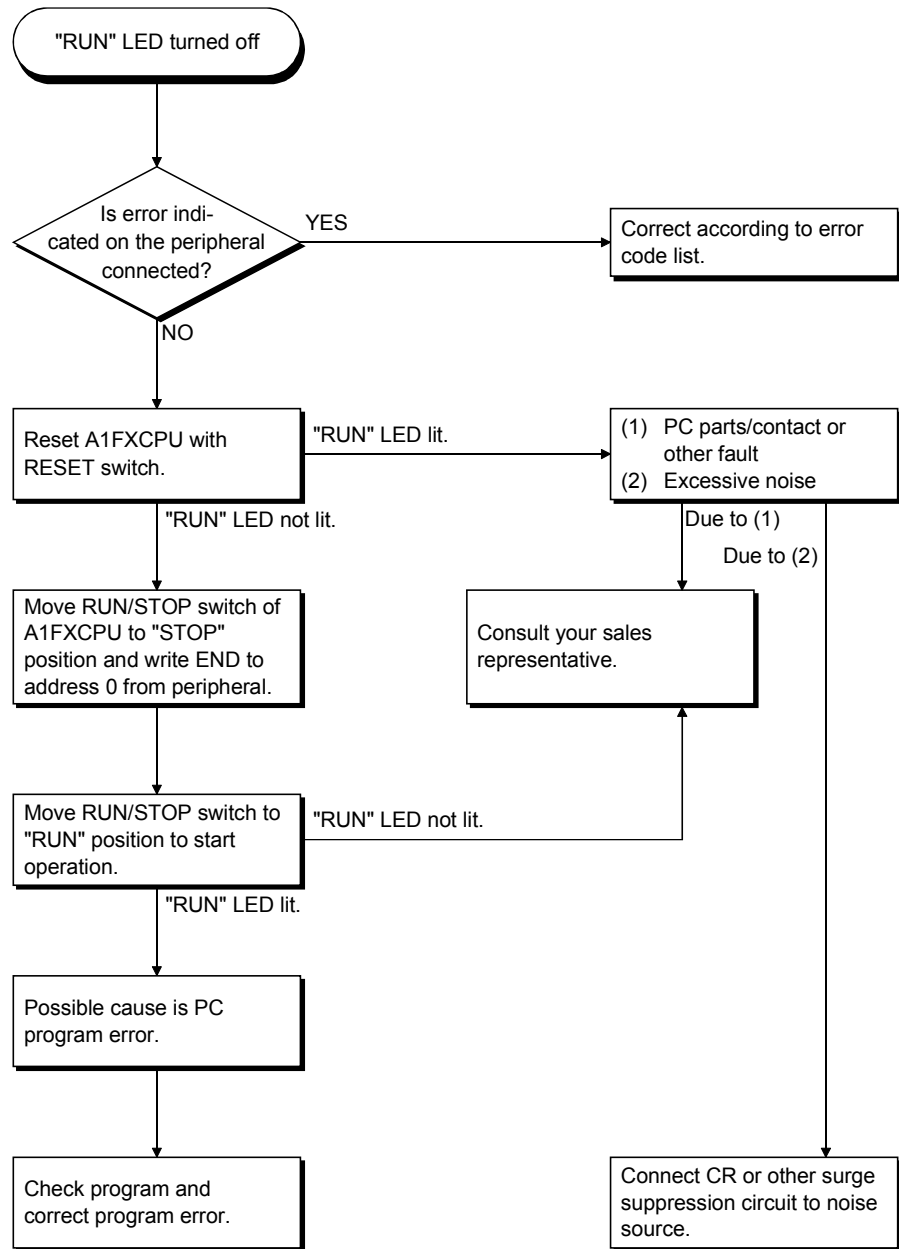 "RUN" LED turned off
Is error indi-
cated on the peripheral
connected?
YES
Correct according to error
code list.
NO
Reset A1FXCPU with
RESET switch.
"RUN" LED lit.
(1) PC parts/contact or
other fault
(2) Excessive noise
"RUN" LED not lit.
Due to (1)
Due to (2)
Move RUN/STOP switch of
A1FXCPU to "STOP"
position and write END to
address 0 from peripheral.
Consult your sales
representative.
Move RUN/STOP switch to
"RUN" position to start
operation.
"RUN" LED not lit.
"RUN" LED lit.
Possible cause is PC
program error.
Check program and
correct program error.
Connect CR or other surge
suppression circuit to noise
source.